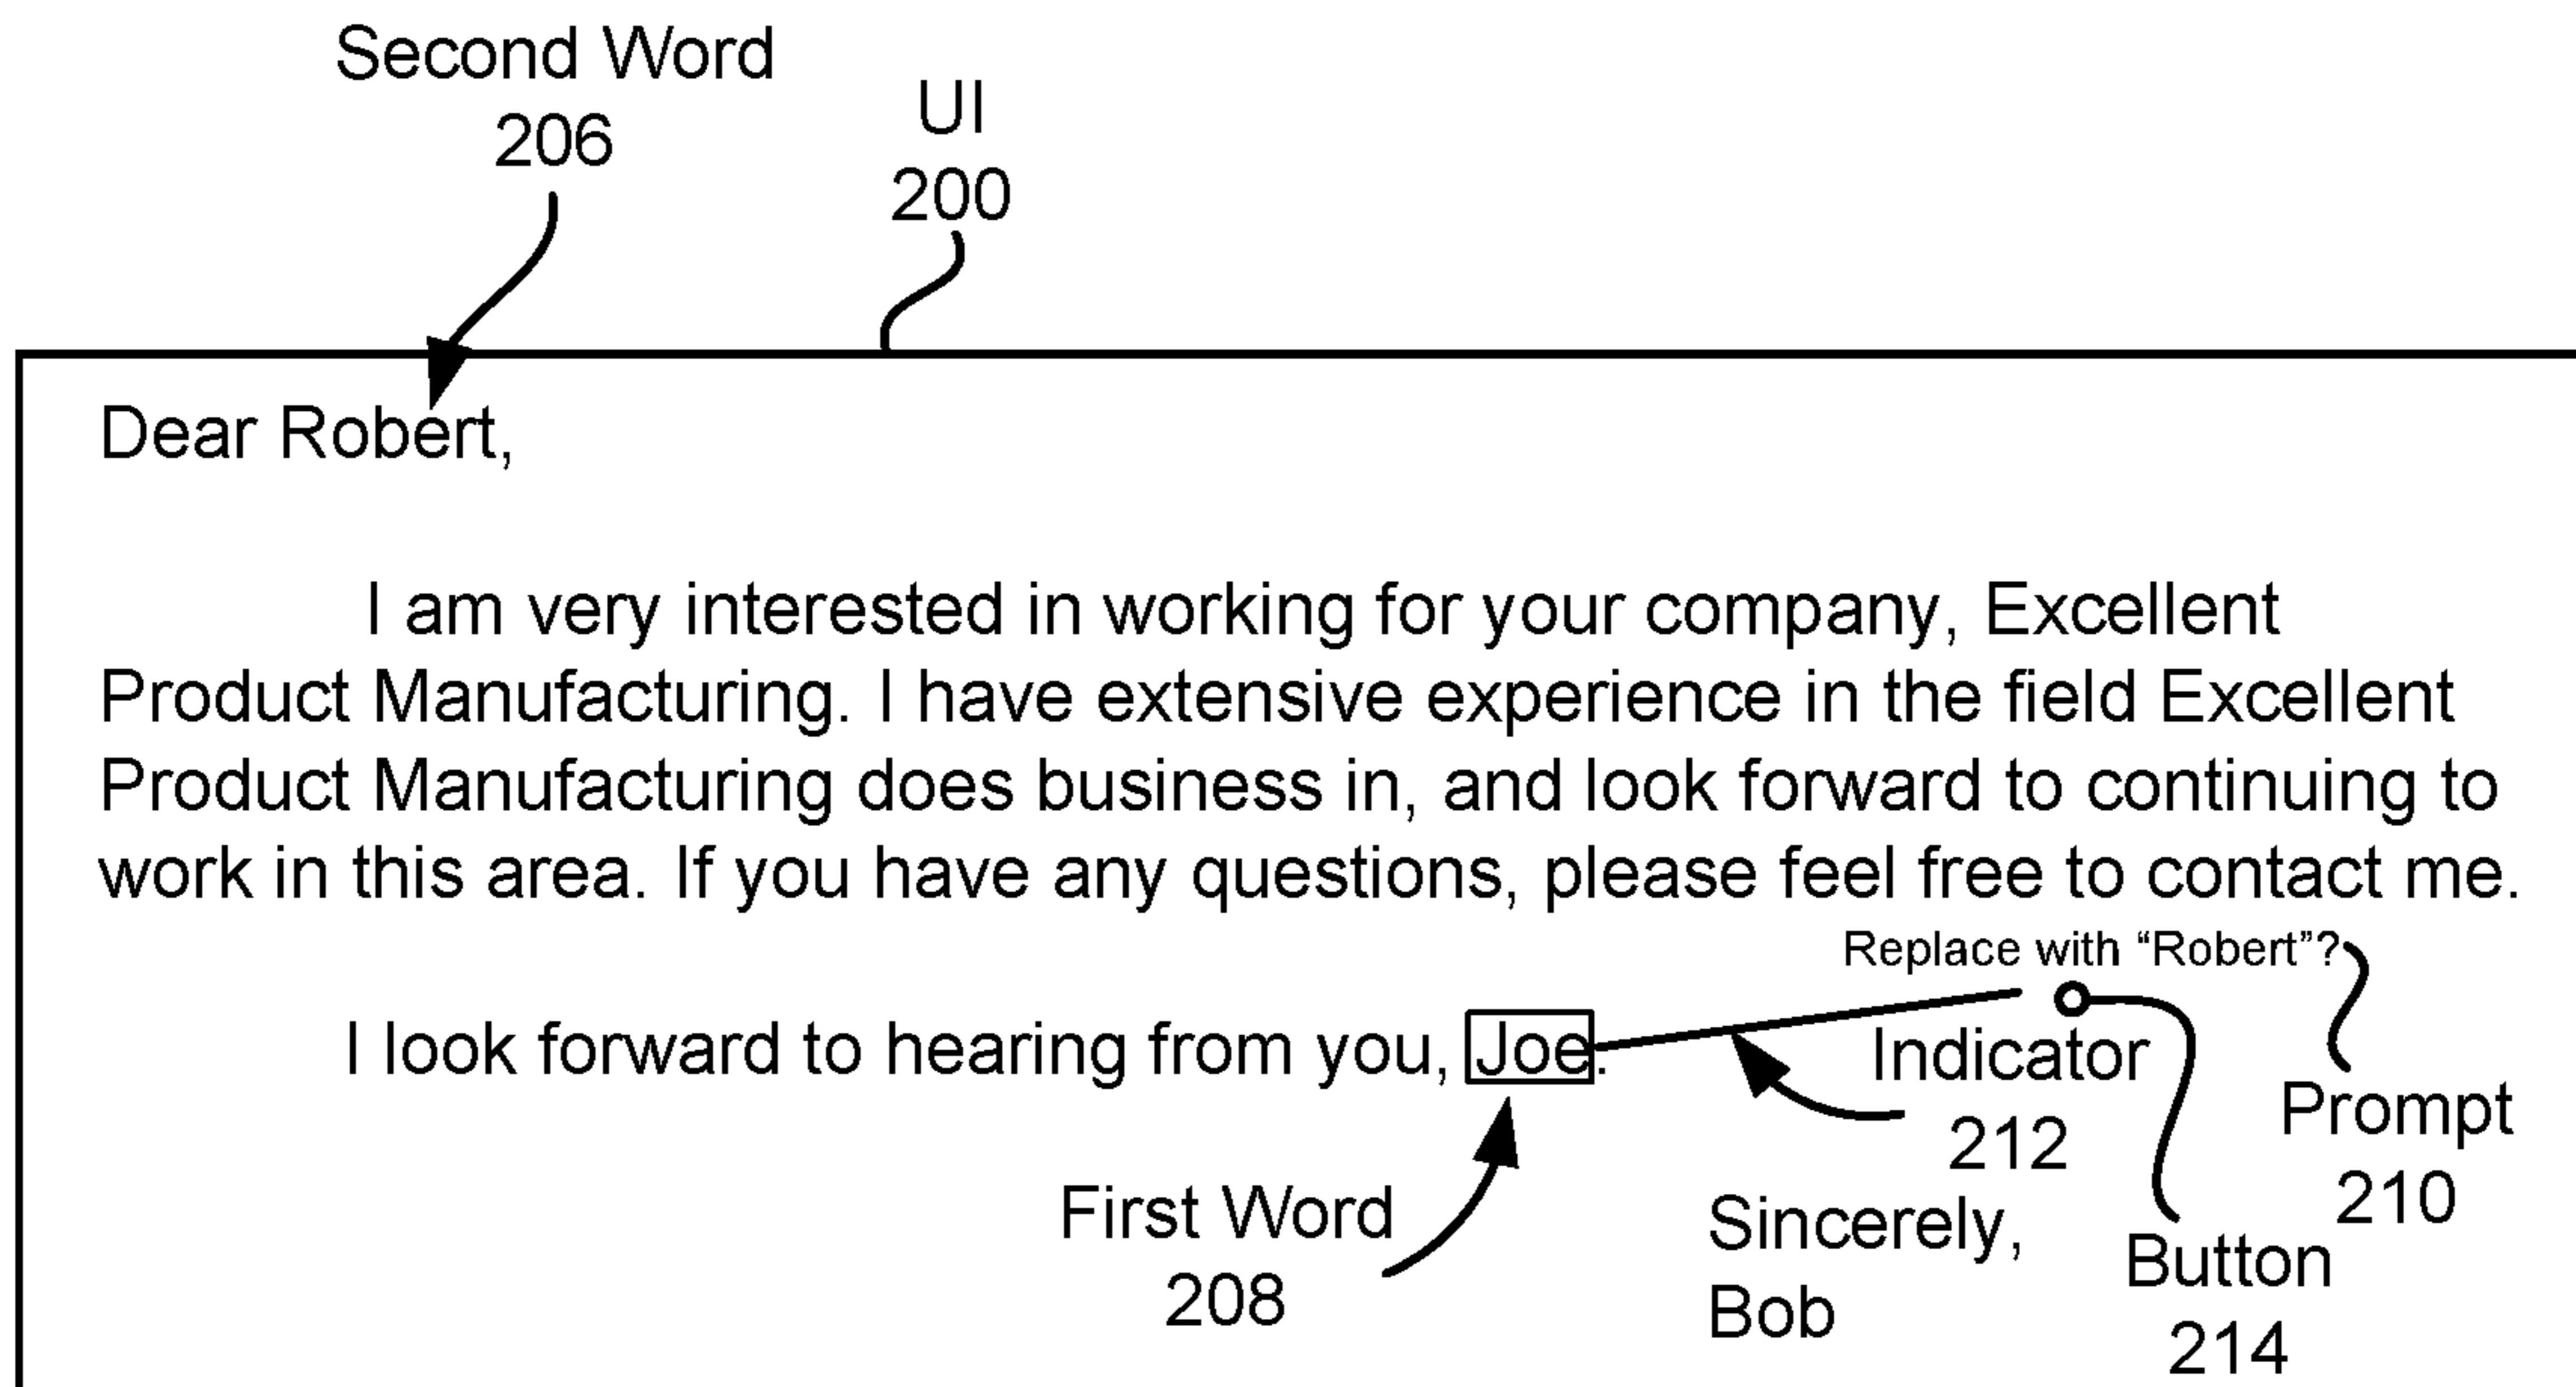 Second Word
206
UI
200
Dear Robert,
I am very interested in working for your company, Excellent
Product Manufacturing. I have extensive experience in the field Excellent
Product Manufacturing does business in, and look forward to continuing to
work in this area. If you have any questions, please feel free to contact me.
Replace with “Robert”?
I look forward to hearing from you, Joe.
Indicator
212
Prompt
210
First Word
208
Sincerely,
Bob
Button
214